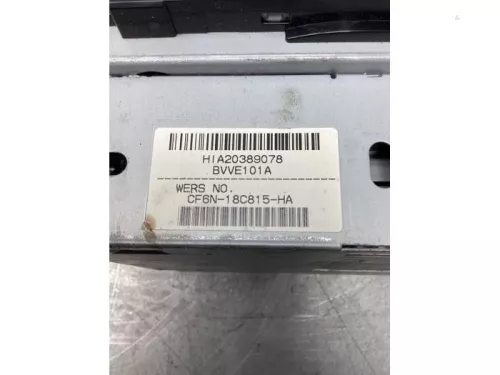 HIA20389078
BVVE101A
WERS NO.
CF6N-18C815-HA